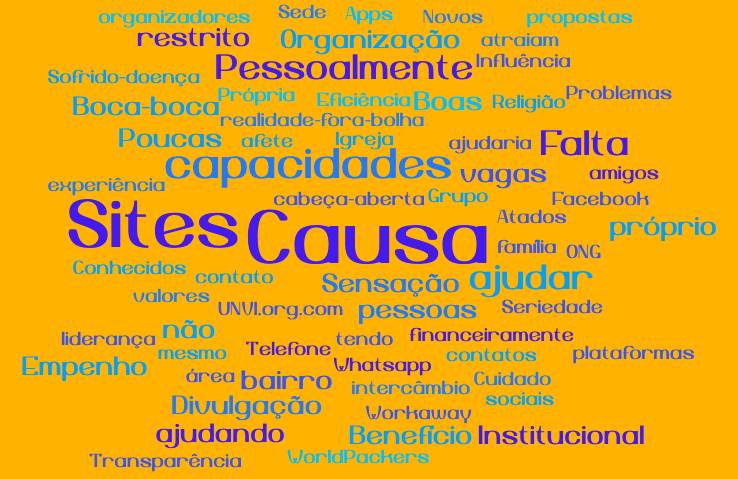 organizadores Sede Apps Novos propostas
restrito Organização atraiam
Pessoalmente Influência
Sofrido-doença
Boca-boca Própria Eficiência Boas Religião Problemas
realidade-fora-bolha
Poucas afete Igreja ajudaria Falta
capacidades vagas amigos
experiência
cabeça-aberta Grupo Facebook
Sites Causa Atados próprio
família ONG
Conhecidos contato Sensação ajudar
valores UNVI.org.com pessoas Seriedade
liderança não tendo financeiramente
Empenho mesmo Telefone Whatsapp contatos plataformas
área bairro intercâmbio Cuidado
Divulgação Workaway sociais
ajudando Benefício Institucional
Transparência WorldPackers